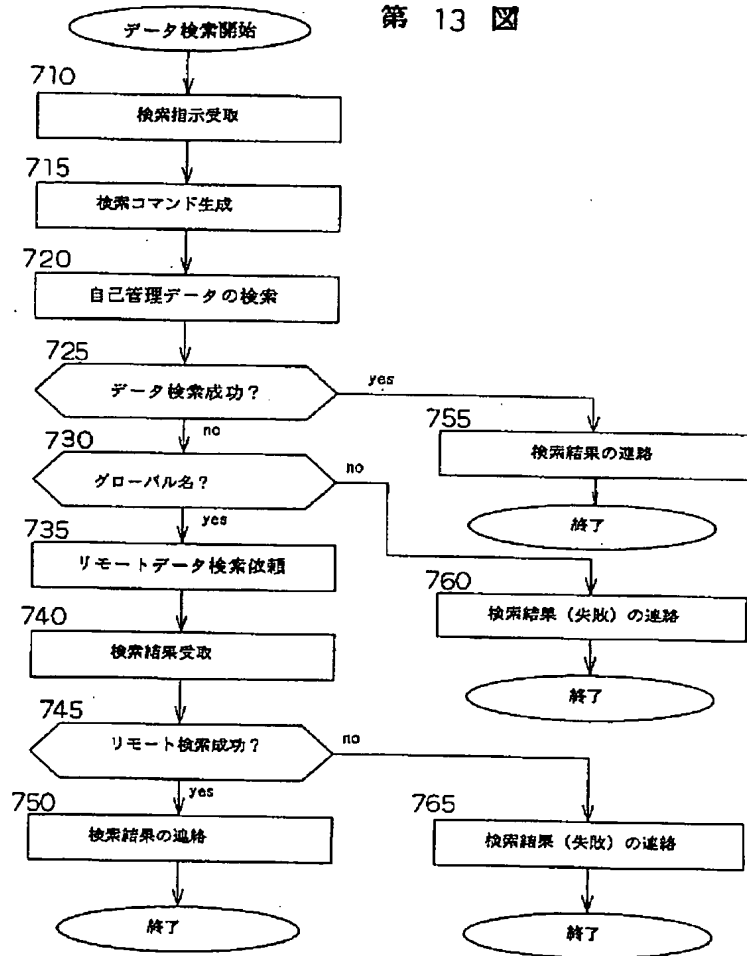 第 13 図
データ検索開始
710
検索指示受取
715
検索コマンド生成
720
自己管理データの検索
725
データ検索成功?
yes
no
755
検索結果の連絡
終了
730
グローバル名?
no
yes
735
リモートデータ検索依頼
760
検索結果(失敗)の連絡
終了
740
検索結果受取
745
リモート検索成功?
no
yes
750
検索結果の連絡
終了
765
検索結果(失敗)の連絡
終了